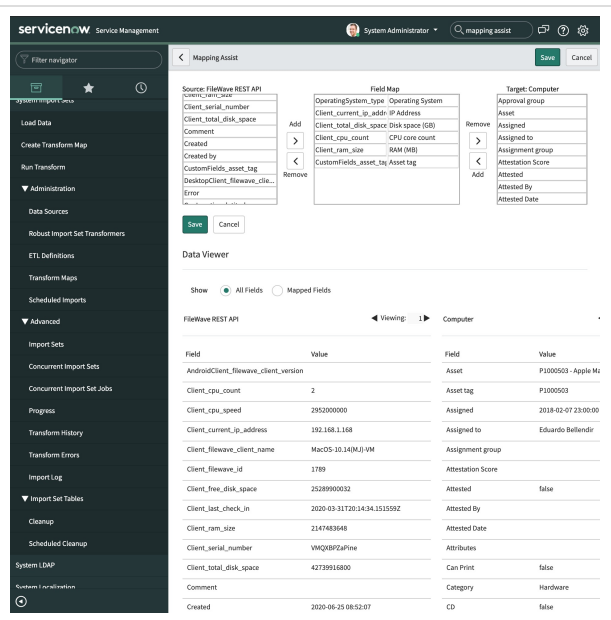 servicenow Service Management
System Administrator
mapping assist
Filter navigator
System Import Sets
Load Data
Create Transform Map
Run Transform
Administration
Data Sources
Robust Import Set Transformers
ETL Definitions
Transform Maps
Scheduled Imports
Advanced
Import Sets
Concurrent Import Sets
Concurrent Import Set Jobs
Progress
Transform History
Transform Errors
Import Log
Import Set Tables
Cleanup
Scheduled Cleanup
System LDAP
System Localization
Mapping Assist
Save Cancel
Source: FileWave REST API
Client_ram_size
Client_serial_number
Client_total_disk_space
Comment
Created
Created by
CustomFields_asset_tag
DesktopClient_filewave_clie...
Error
Add
Remove
Field Map
OperatingSystem_type Operating System
Client_current_ip_addr IP Address
Client_total_disk_space Disk space (GB)
Client_cpu_count CPU core count
Client_ram_size RAM (MB)
CustomFields_asset_tag Asset tag
Remove
Add
Target: Computer
Approval group
Asset
Assigned
Assigned to
Assignment group
Attestation Score
Attested
Attested By
Attested Date
Save Cancel
Data Viewer
Show All Fields Mapped Fields
FileWave REST API Viewing: 1
Field Value
AndroidClient_filewave_client_version
Client_cpu_count 2
Client_cpu_speed 2952000000
Client_current_ip_address 192.168.1.168
Client_filewave_client_name MacOS-10.14(MJ)-VM
Client_filewave_id 1789
Client_free_disk_space 25289900032
Client_last_check_in 2020-03-31T20:14:34.151559Z
Client_ram_size 2147483648
Client_serial_number VMQXBPZaPine
Client_total_disk_space 42739916800
Comment
Created 2020-06-25 08:52:07
Computer
Field Value
Asset P1000503 - Apple Ma
Asset tag P1000503
Assigned 2018-02-07 23:00:00
Assigned to Eduardo Bellendir
Assignment group
Attestation Score
Attested false
Attested By
Attested Date
Attributes
Can Print false
Category Hardware
CD false